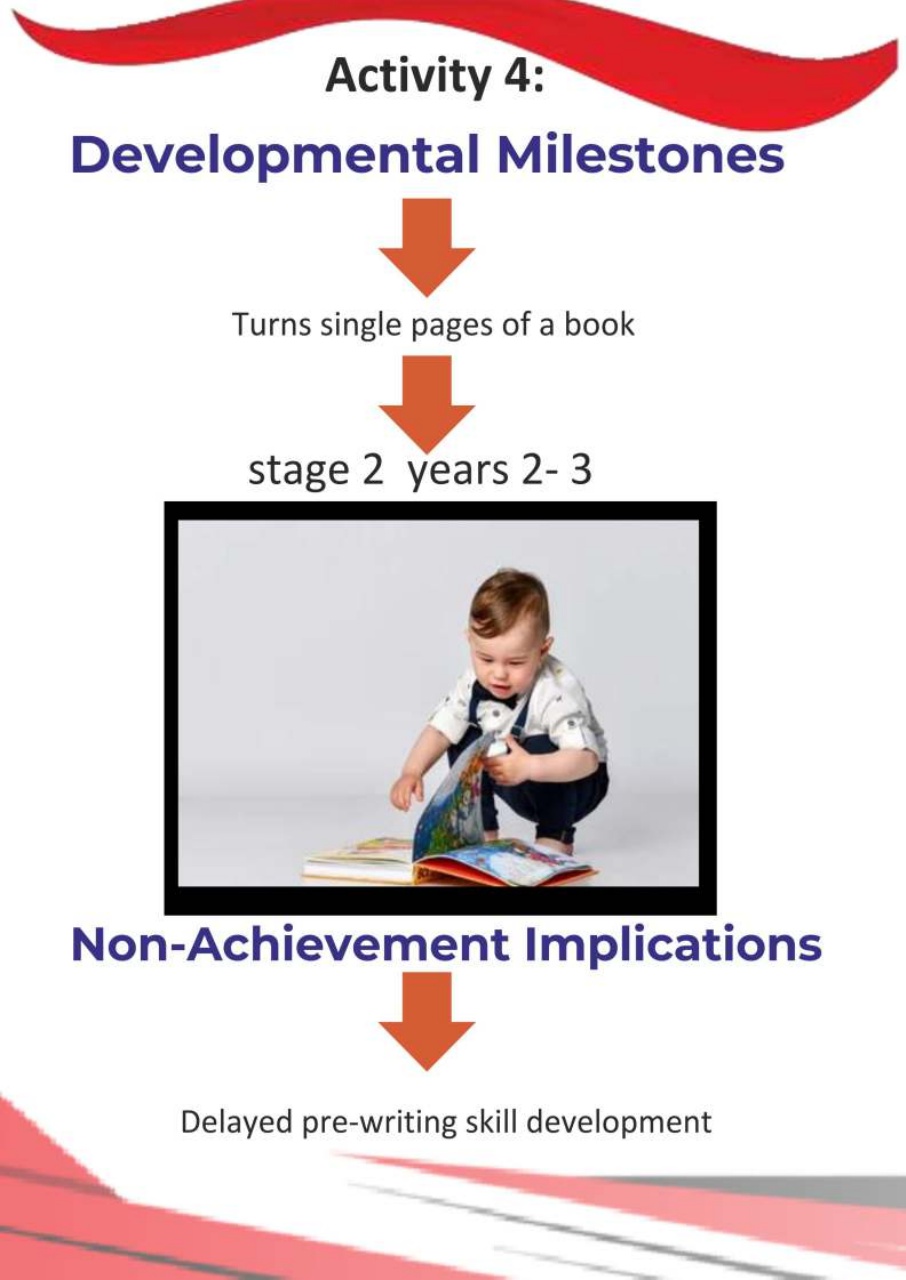 Activity 4:
Developmental Milestones
Turns single pages of a book
stage 2 years 2- 3
Non-Achievement Implications
Delayed pre-writing skill development